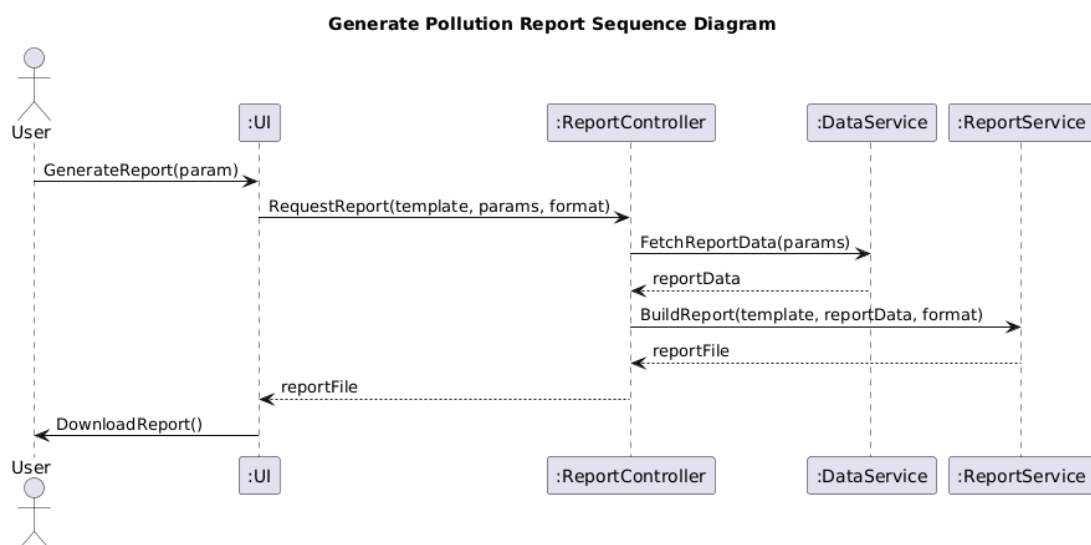 Generate Pollution Report Sequence Diagram
User
:UI
:ReportController
:DataService
:ReportService
GenerateReport(param)
RequestReport(template, params, format)
FetchReportData(params)
reportData
BuildReport(template, reportData, format)
reportFile
reportFile
DownloadReport()
User
:UI
:ReportController
:DataService
:ReportService